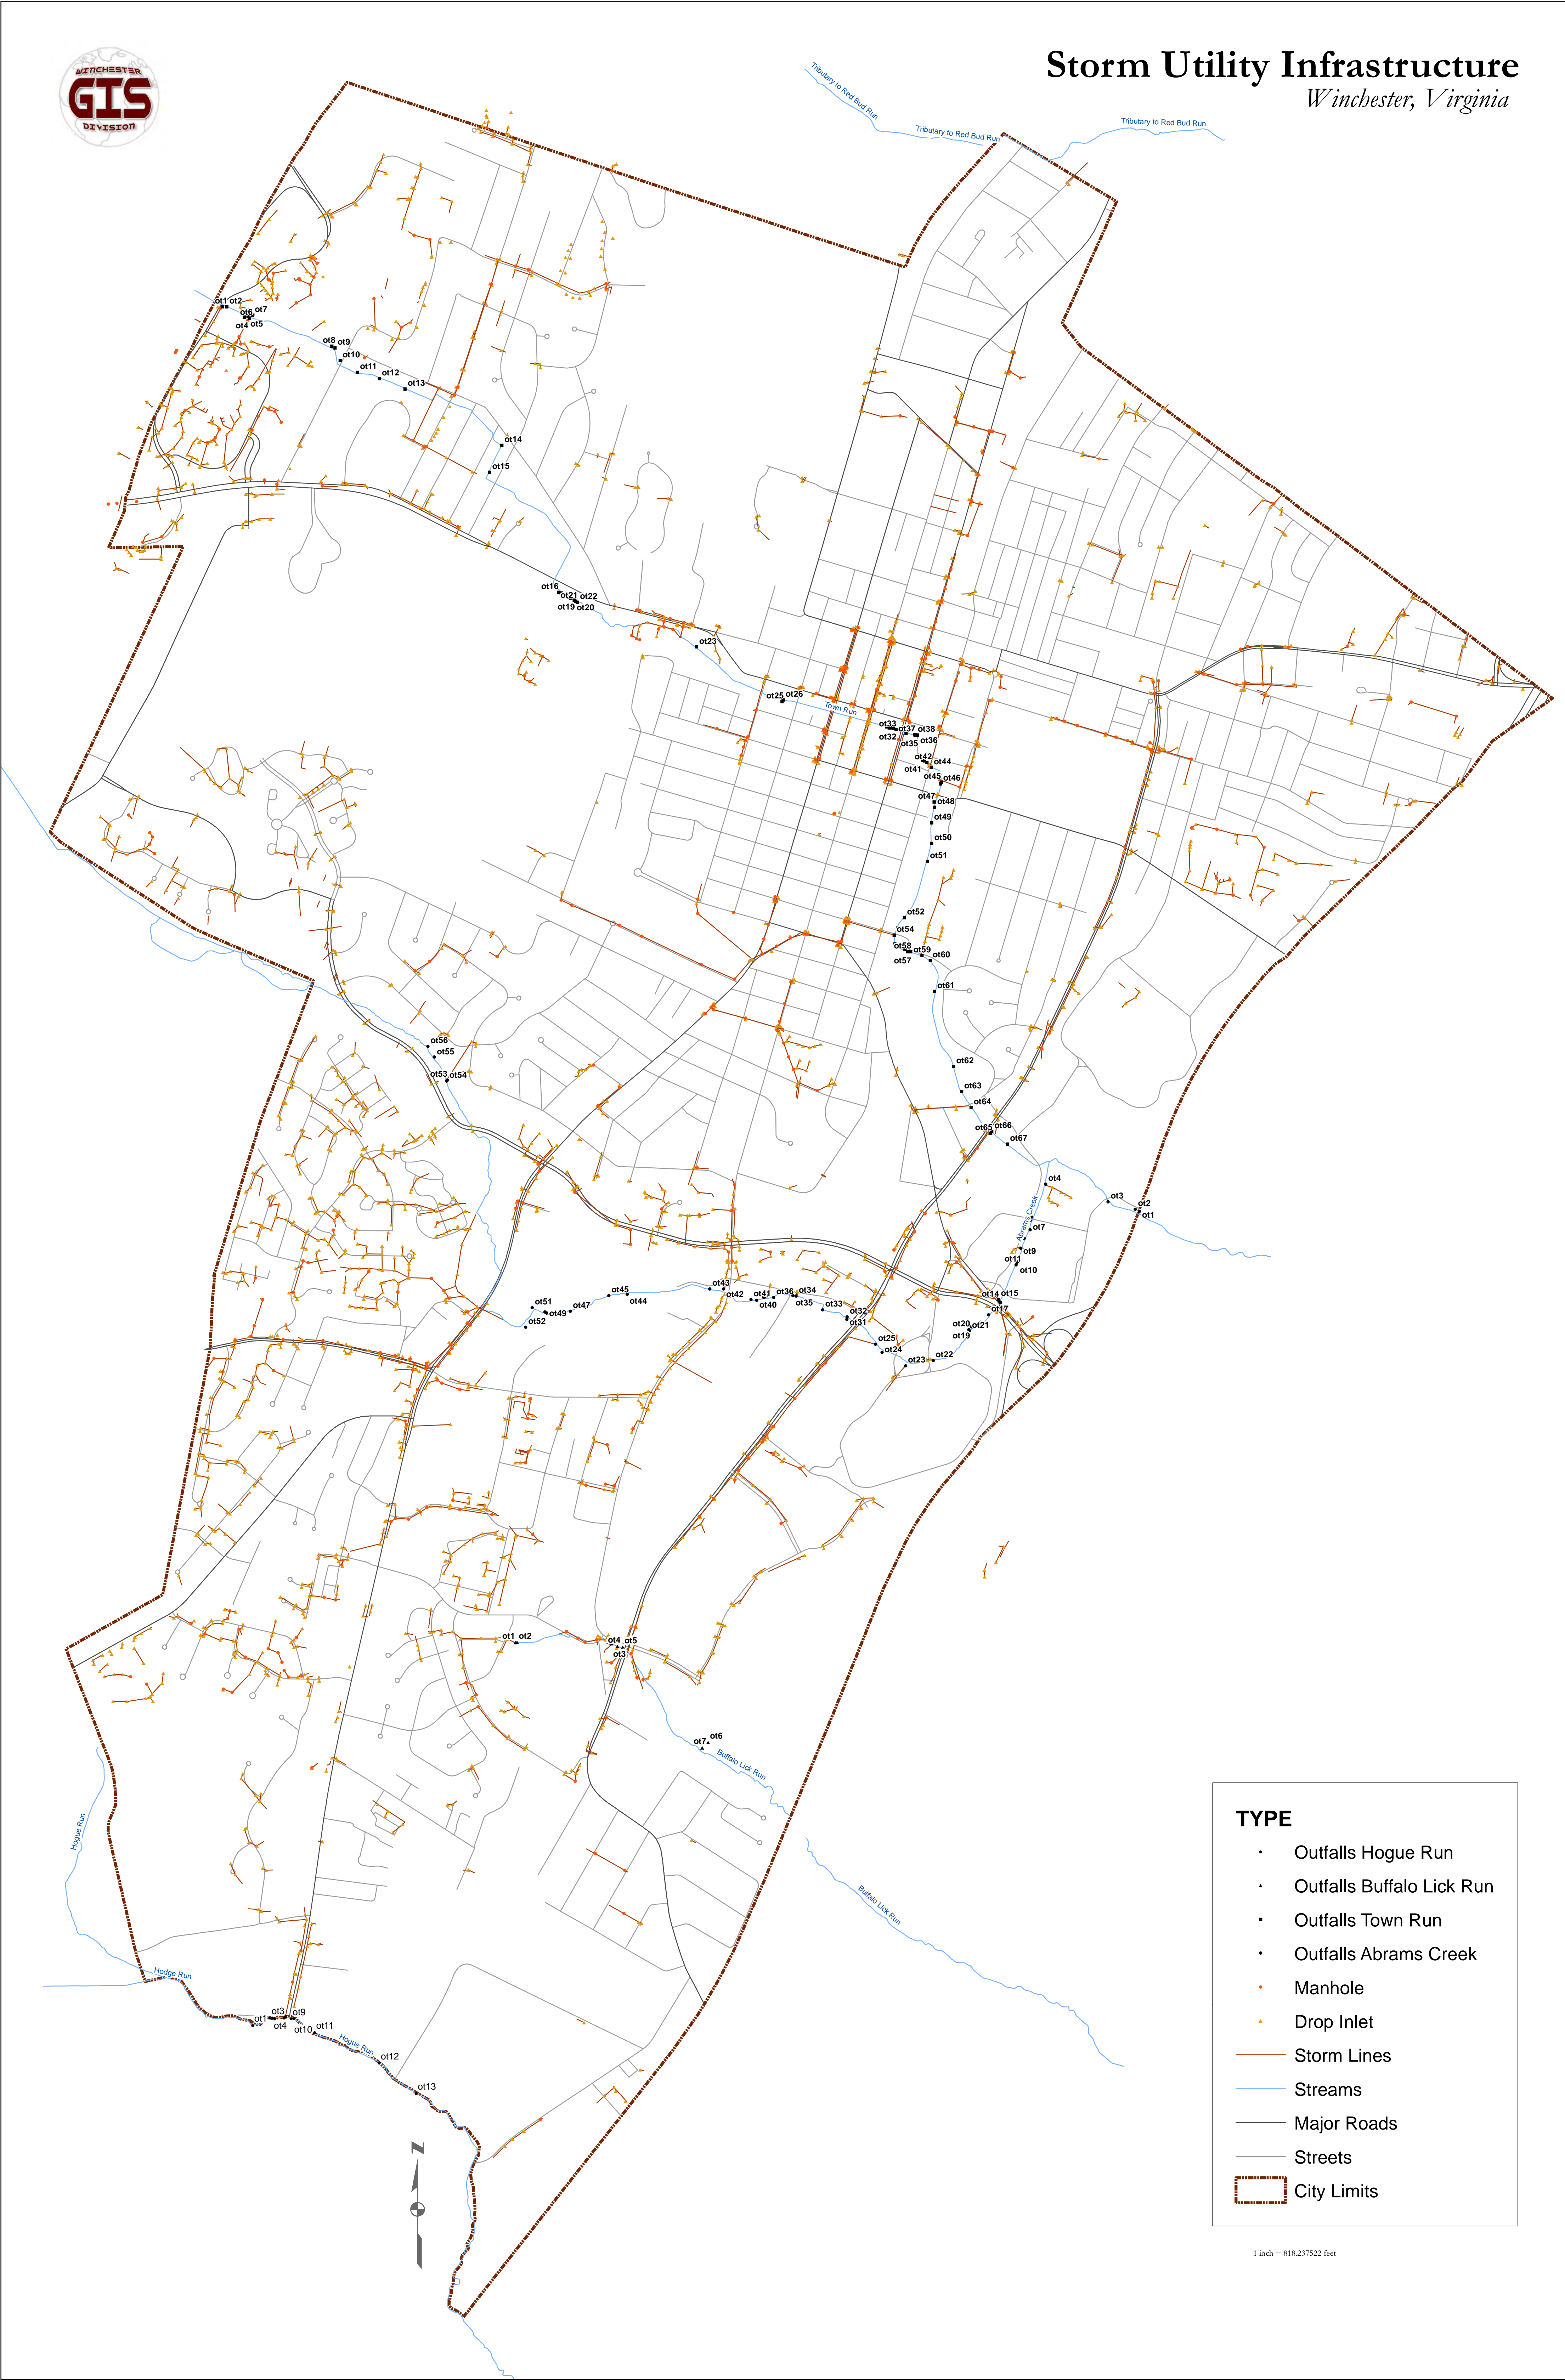 WINCHESTER
GIS
DIVISION
Storm Utility Infrastructure
Winchester, Virginia
Tributary to Red Bud Run
Tributary to Red Bud Run
Tributary to Red Bud Run
ot1 ot2
ot6 ot7
ot4 ot5
ot8 ot9
ot10
ot11
ot12
ot13
ot14
ot15
ot16
ot21 ot22
ot19 ot20
ot23
ot25 ot26
Town Run
ot33
ot37 ot38
ot32
ot35 ot36
ot42
ot44
ot41
ot45 ot46
ot47
ot48
ot49
ot50
ot51
ot52
ot54
ot58 ot59
ot57
ot60
ot61
ot62
ot63
ot64
ot65 ot66
ot67
ot56
ot55
ot53 ot54
ot4
ot3
ot2
ot1
Abrams Creek
ot7
ot9
ot11
ot10
ot14 ot15
ot17
ot20 ot21
ot19
ot22
ot23
ot24
ot25
ot31
ot32
ot33
ot34
ot35
ot36
ot41
ot40
ot43
ot42
ot45
ot44
ot47
ot49
ot51
ot52
ot1 ot2
ot4 ot5
ot3
ot6
ot7
Buffalo Lick Run
Buffalo Lick Run
Hogue Run
Hodge Run
ot1
ot3
ot4
ot9
ot10
ot11
Hogue Run
ot12
ot13
N
TYPE
Outfalls Hogue Run
Outfalls Buffalo Lick Run
Outfalls Town Run
Outfalls Abrams Creek
Manhole
Drop Inlet
Storm Lines
Streams
Major Roads
Streets
City Limits
1 inch = 818.237522 feet